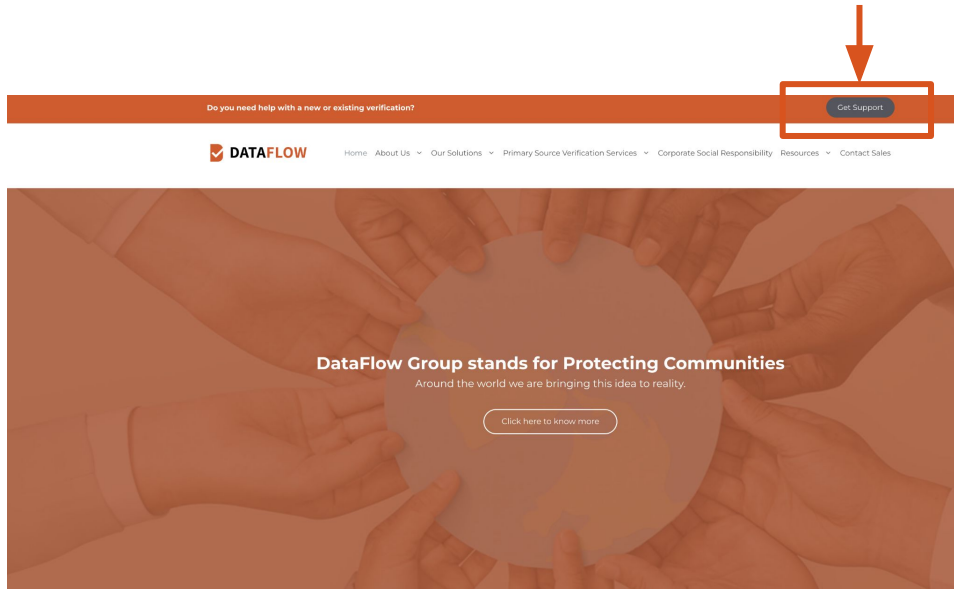 Do you need help with a new or existing verification?
Get Support
DATAFLOW
Home About Us Our Solutions Primary Source Verification Services Corporate Social Responsibility Resources Contact Sales
DataFlow Group stands for Protecting Communities
Around the world we are bringing this idea to reality.
Click here to know more